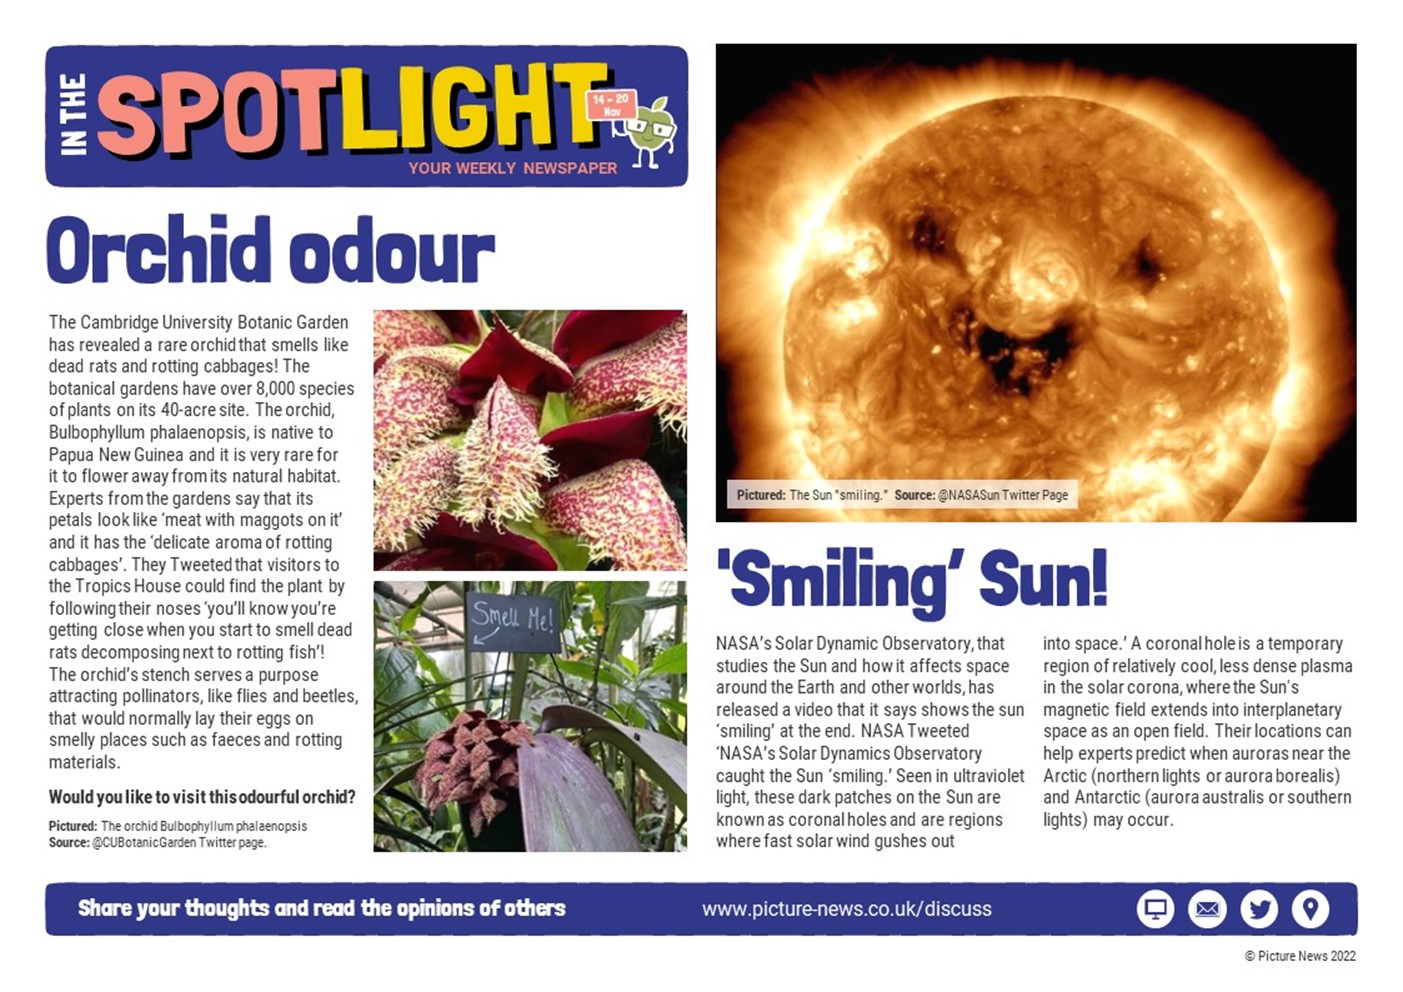 IN THE
SPOTLIGHT
14 - 20
Nov
YOUR WEEKLY NEWSPAPER
Orchid odour
The Cambridge University Botanic Garden
has revealed a rare orchid that smells like
dead rats and rotting cabbages! The
botanical gardens have over 8,000 species
of plants on its 40-acre site. The orchid,
Bulbophyllum phalaenopsis, is native to
Papua New Guinea and it is very rare for
it to flower away from its natural habitat.
Experts from the gardens say that its
petals look like ‘meat with maggots on it’
and it has the ‘delicate aroma of rotting
cabbages’. They Tweeted that visitors to
the Tropics House could find the plant by
following their noses ‘you’ll know you’re
getting close when you start to smell dead
rats decomposing next to rotting fish’!
The orchid’s stench serves a purpose
attracting pollinators, like flies and beetles,
that would normally lay their eggs on
smelly places such as faeces and rotting
materials.
Would you like to visit this odourful orchid?
Pictured: The orchid Bulbophyllum phalaenopsis
Source: @CUBotanicGarden Twitter page.
Smell Me!
Pictured: The Sun "smiling." Source: @NASASun Twitter Page
'Smiling’ Sun!
NASA’s Solar Dynamic Observatory, that
studies the Sun and how it affects space
around the Earth and other worlds, has
released a video that it says shows the sun
‘smiling’ at the end. NASA Tweeted
‘NASA’s Solar Dynamics Observatory
caught the Sun ‘smiling.’ Seen in ultraviolet
light, these dark patches on the Sun are
known as coronal holes and are regions
where fast solar wind gushes out
into space.’ A coronal hole is a temporary
region of relatively cool, less dense plasma
in the solar corona, where the Sun's
magnetic field extends into interplanetary
space as an open field. Their locations can
help experts predict when auroras near the
Arctic (northern lights or aurora borealis)
and Antarctic (aurora australis or southern
lights) may occur.
Share your thoughts and read the opinions of others
www.picture-news.co.uk/discuss
© Picture News 2022